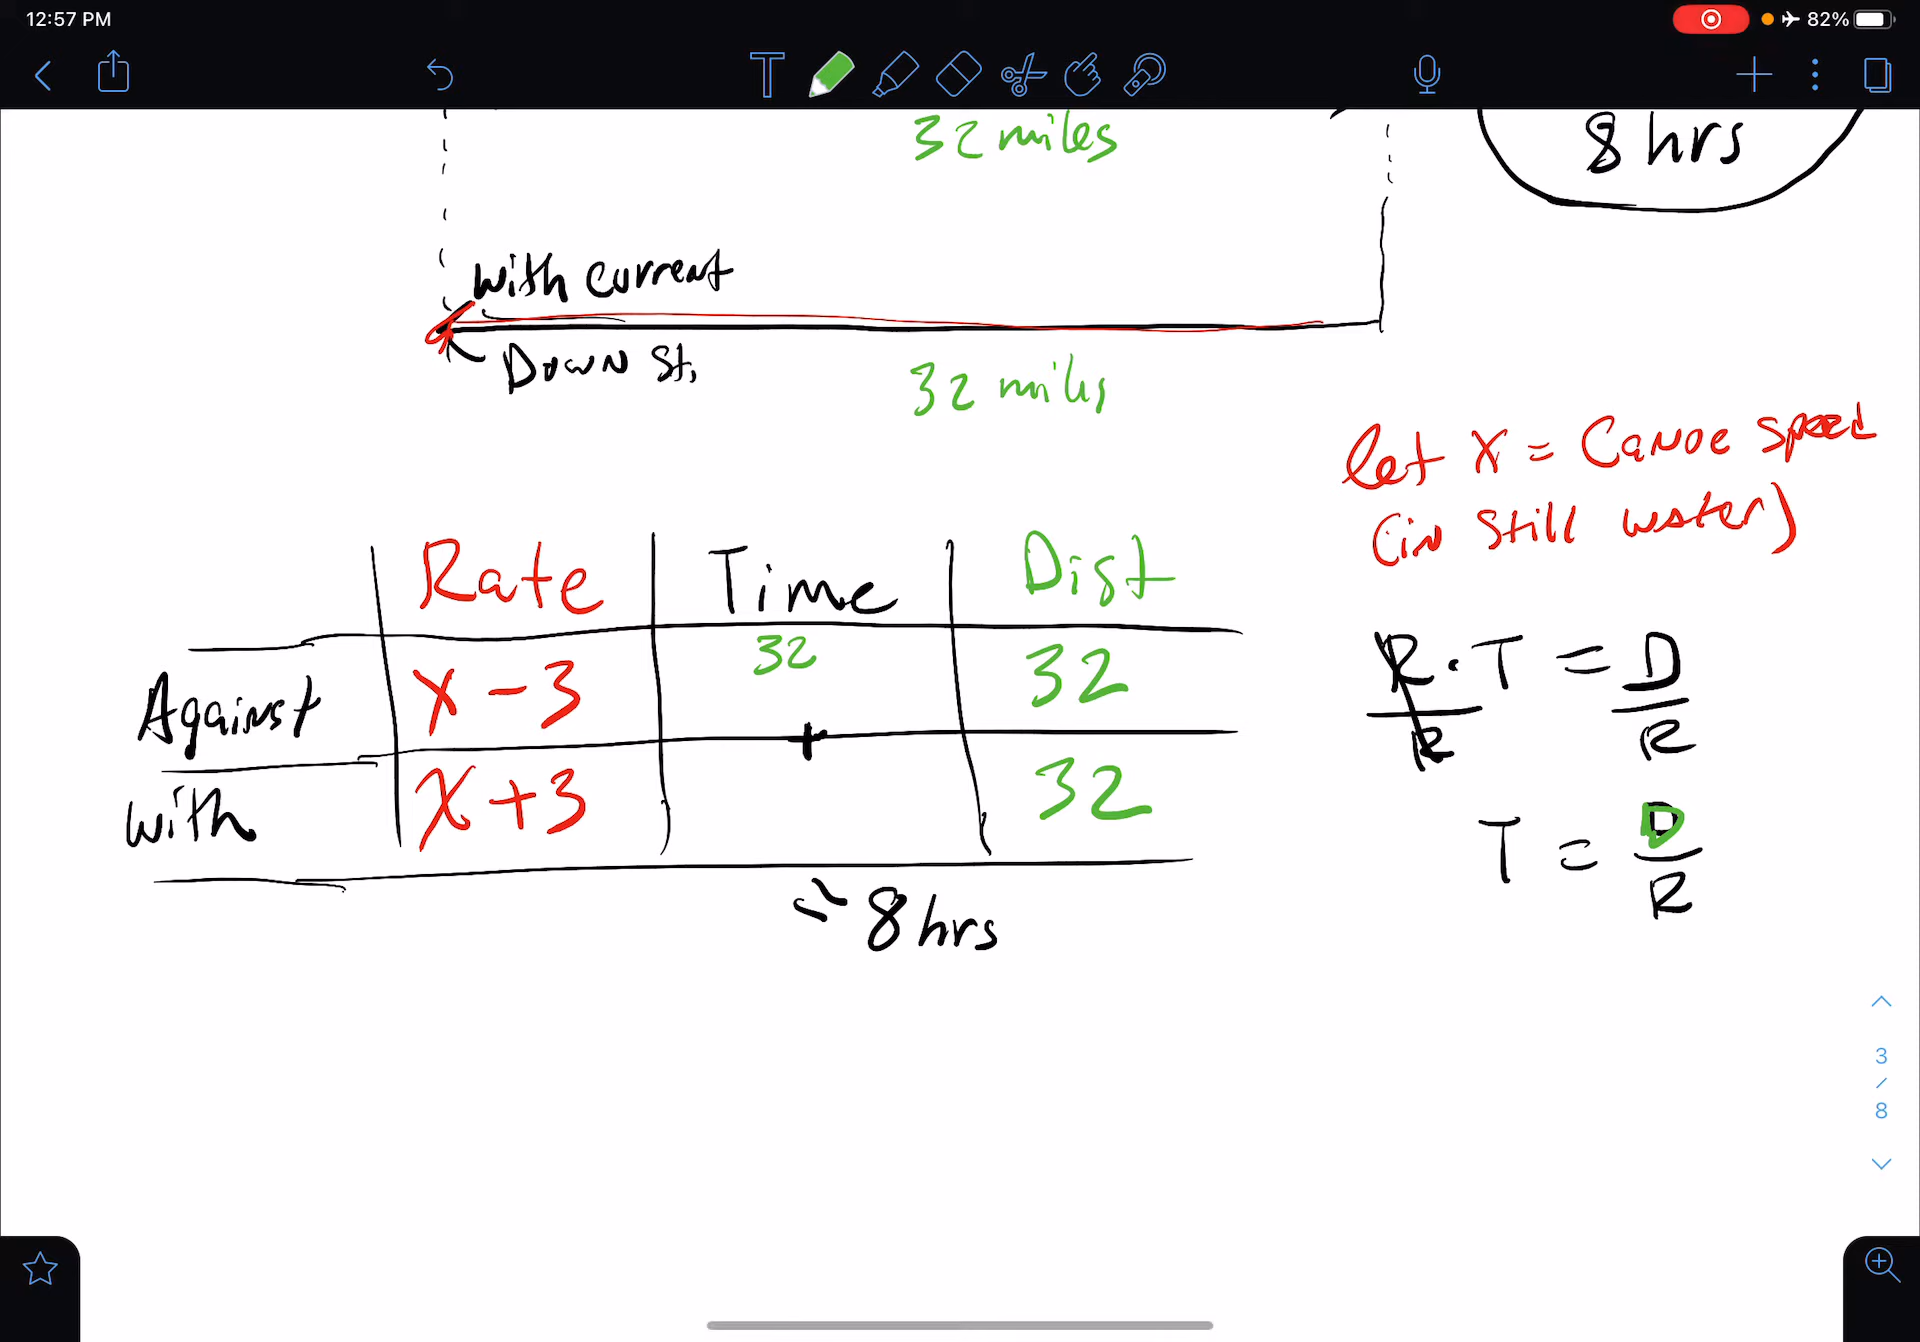 12:57 PM
82%
32 miles
8 hrs
with current
Down St.
32 miles
let x = Canoe speed
(in still water)
Rate Time Dist
Against x - 3 32 32
+
with x + 3 32
= 8 hrs
R · T = D
R R
T = D
R
3
/
8